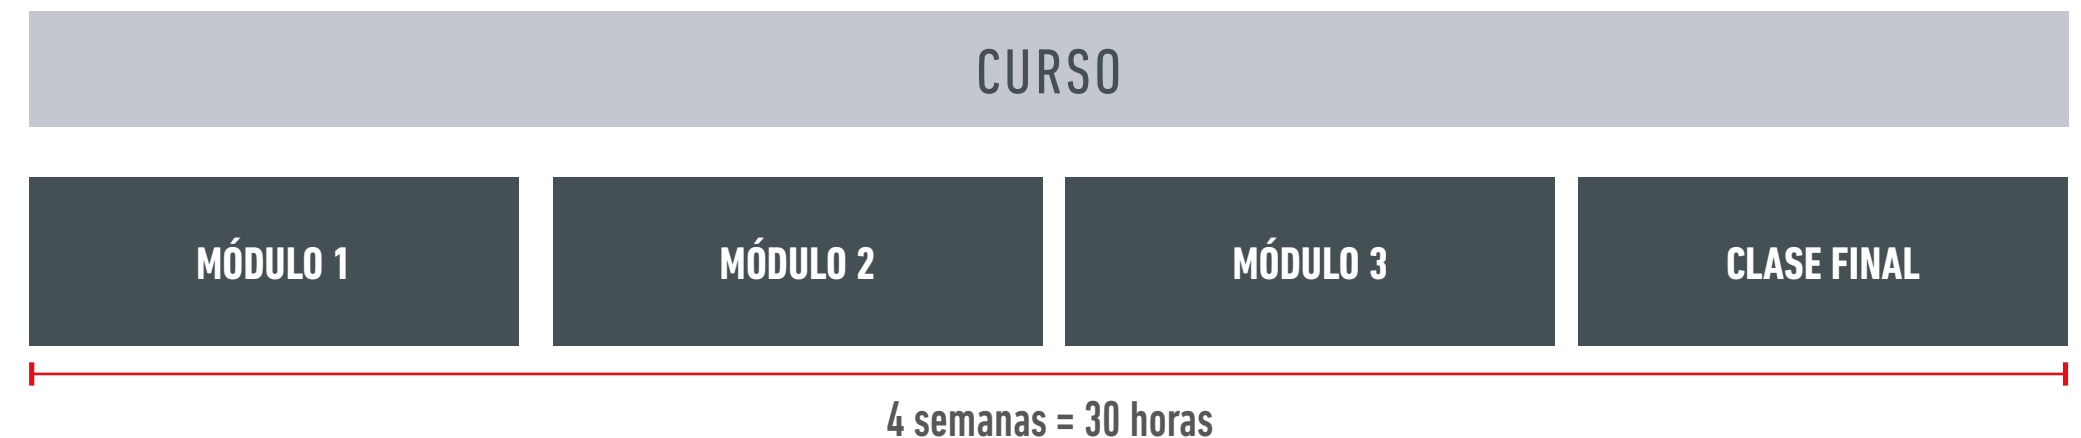 CURSO
MÓDULO 1
MÓDULO 2
MÓDULO 3
CLASE FINAL
4 semanas = 30 horas